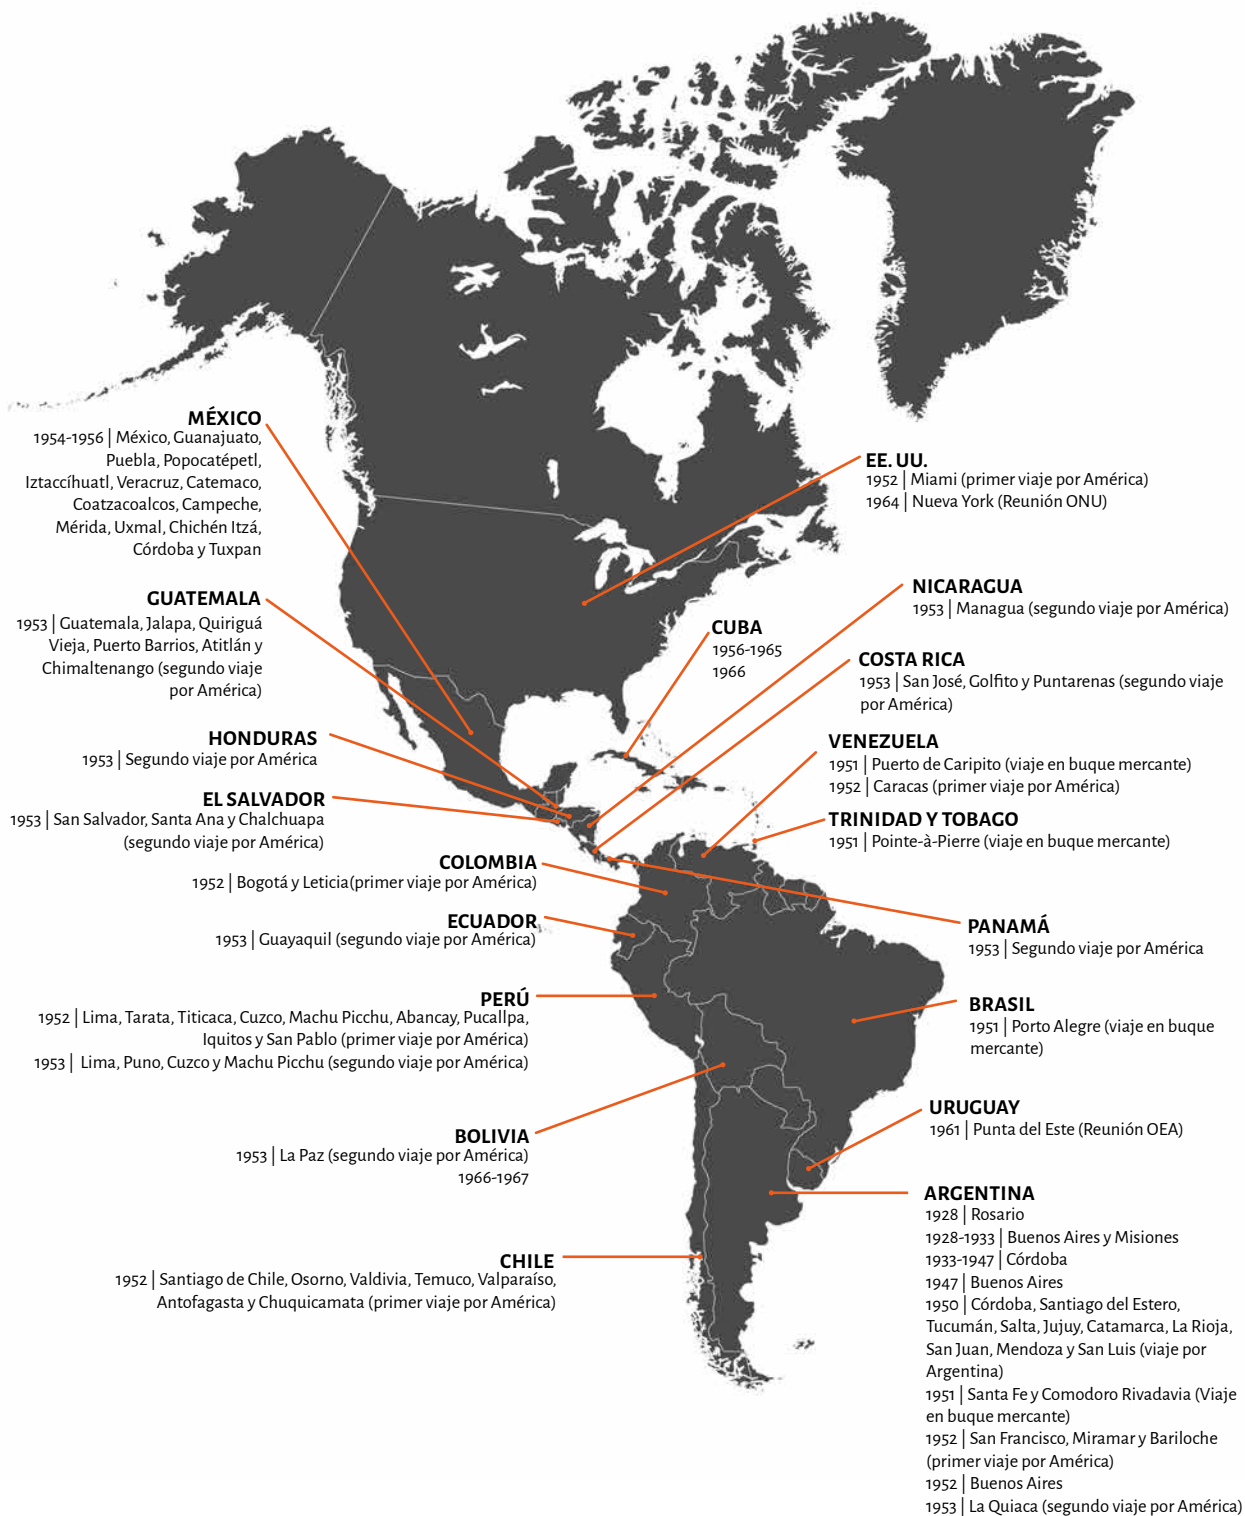 MÉXICO
1954-1956 | México, Guanajuato,
Puebla, Popocatépetl,
Iztaccíhuatl, Veracruz, Catemaco,
Coatzacoalcos, Campeche,
Mérida, Uxmal, Chichén Itzá,
Córdoba y Tuxpan
GUATEMALA
1953 | Guatemala, Jalapa, Quiriguá
Vieja, Puerto Barrios, Atitlán y
Chimaltenango (segundo viaje
por América)
HONDURAS
1953 | Segundo viaje por América
EL SALVADOR
1953 | San Salvador, Santa Ana y Chalchuapa
(segundo viaje por América)
COLOMBIA
1952 | Bogotá y Leticia(primer viaje por América)
ECUADOR
1953 | Guayaquil (segundo viaje por América)
PERÚ
1952 | Lima, Tarata, Titicaca, Cuzco, Machu Picchu, Abancay, Pucallpa,
Iquitos y San Pablo (primer viaje por América)
1953 | Lima, Puno, Cuzco y Machu Picchu (segundo viaje por América)
BOLIVIA
1953 | La Paz (segundo viaje por América)
1966-1967
CHILE
1952 | Santiago de Chile, Osorno, Valdivia, Temuco, Valparaíso,
Antofagasta y Chuquicamata (primer viaje por América)
EE. UU.
1952 | Miami (primer viaje por América)
1964 | Nueva York (Reunión ONU)
NICARAGUA
1953 | Managua (segundo viaje por América)
CUBA
1956-1965
1966
COSTA RICA
1953 | San José, Golfito y Puntarenas (segundo viaje
por América)
VENEZUELA
1951 | Puerto de Caripito (viaje en buque mercante)
1952 | Caracas (primer viaje por América)
TRINIDAD Y TOBAGO
1951 | Pointe-à-Pierre (viaje en buque mercante)
PANAMÁ
1953 | Segundo viaje por América
BRASIL
1951 | Porto Alegre (viaje en buque
mercante)
URUGUAY
1961 | Punta del Este (Reunión OEA)
ARGENTINA
1928 | Rosario
1928-1933 | Buenos Aires y Misiones
1933-1947 | Córdoba
1947 | Buenos Aires
1950 | Córdoba, Santiago del Estero,
Tucumán, Salta, Jujuy, Catamarca, La Rioja,
San Juan, Mendoza y San Luis (viaje por
Argentina)
1951 | Santa Fe y Comodoro Rivadavia (Viaje
en buque mercante)
1952 | San Francisco, Miramar y Bariloche
(primer viaje por América)
1952 | Buenos Aires
1953 | La Quiaca (segundo viaje por América)